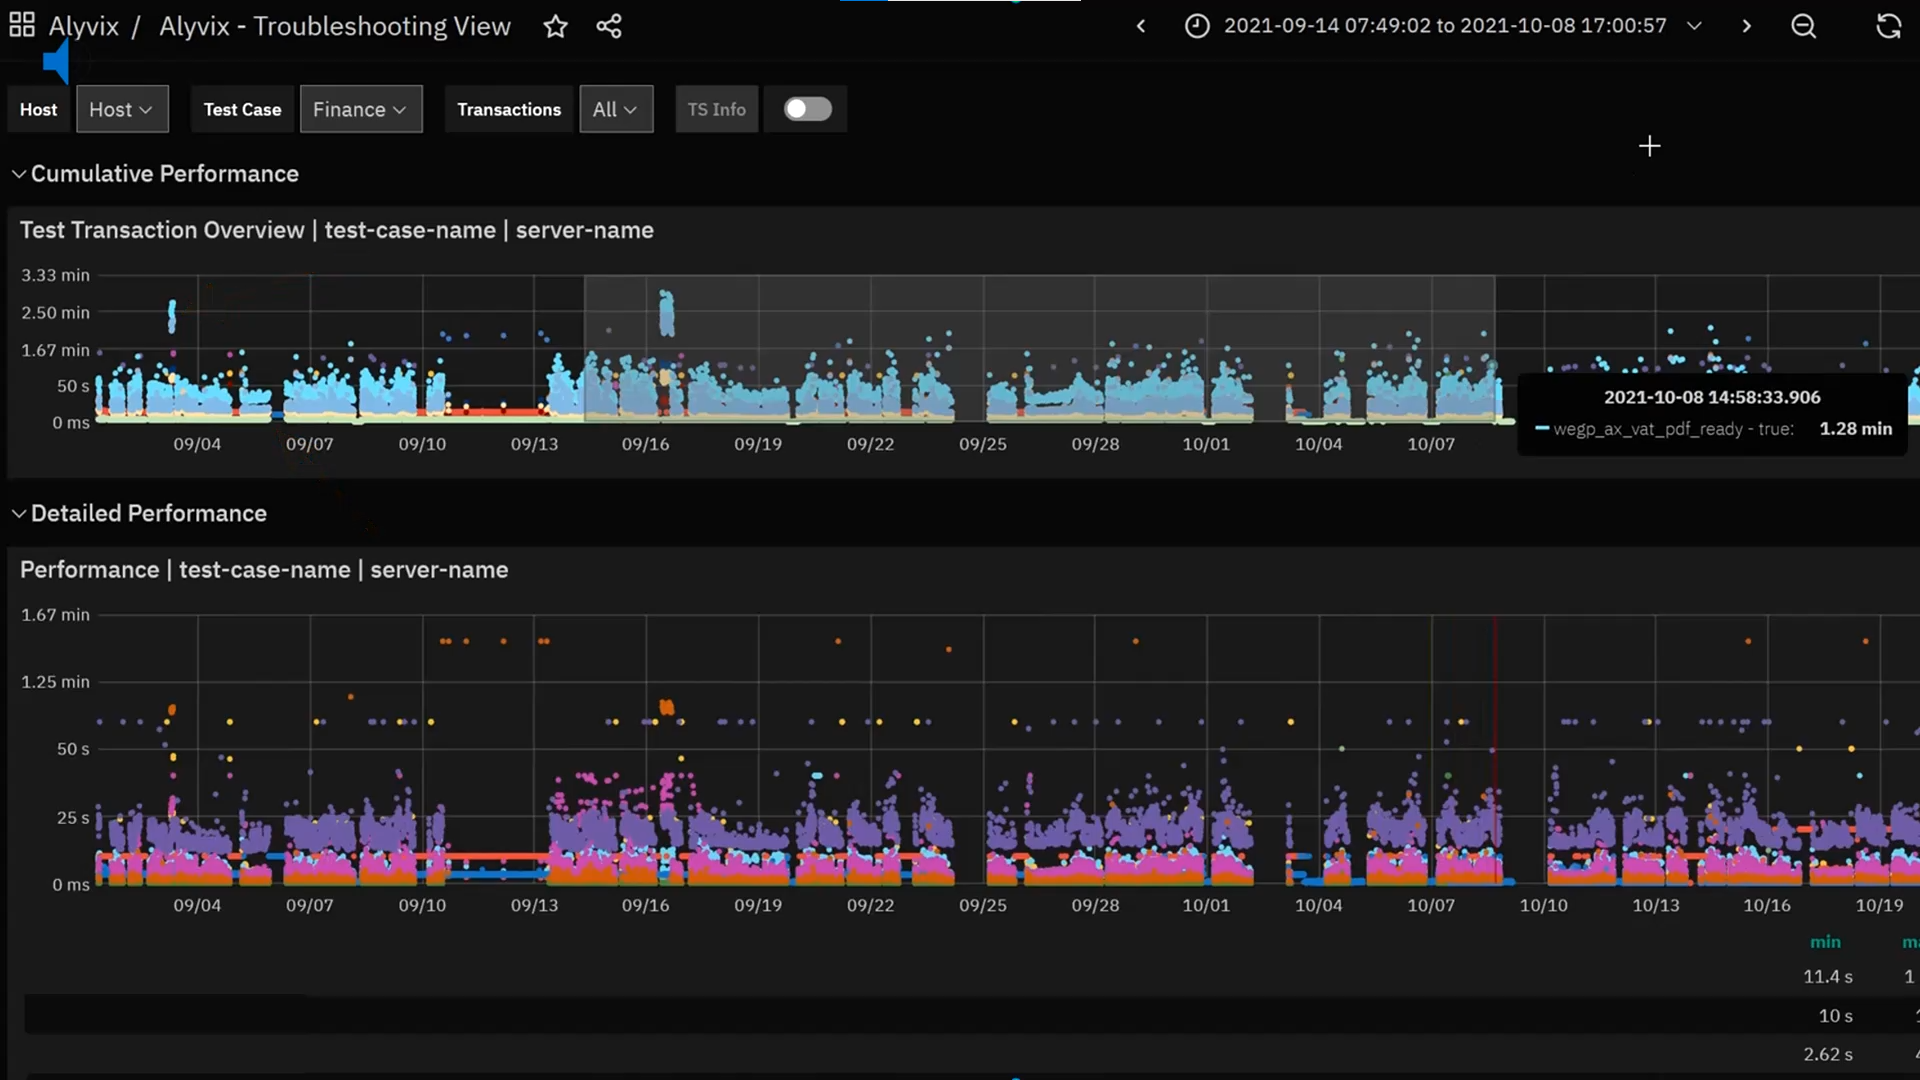 Alyvix / Alyvix - Troubleshooting View
2021-09-14 07:49:02 to 2021-10-08 17:00:57
Host Host Test Case Finance Transactions All TS Info
Cumulative Performance
Test Transaction Overview | test-case-name | server-name
3.33 min
2.50 min
1.67 min
50 s
0 ms
09/04 09/07 09/10 09/13 09/16 09/19 09/22 09/25 09/28 10/01 10/04 10/07
2021-10-08 14:58:33.906
wegp_ax_vat_pdf_ready - true: 1.28 min
Detailed Performance
Performance | test-case-name | server-name
1.67 min
1.25 min
50 s
25 s
0 ms
09/04 09/07 09/10 09/13 09/16 09/19 09/22 09/25 09/28 10/01 10/04 10/07 10/10 10/13 10/16 10/19
min
11.4 s
10 s
2.62 s